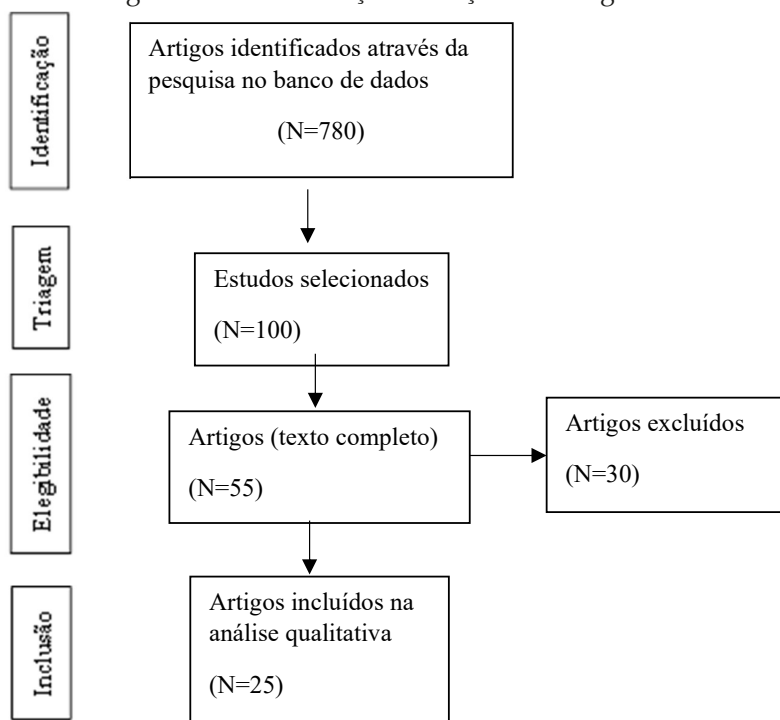 Identificação
Artigos identificados através da
pesquisa no banco de dados
(N=780)
Triagem
Estudos selecionados
(N=100)
Elegibilidade
Artigos (texto completo)
(N=55)
Artigos excluídos
(N=30)
Inclusão
Artigos incluídos na
análise qualitativa
(N=25)